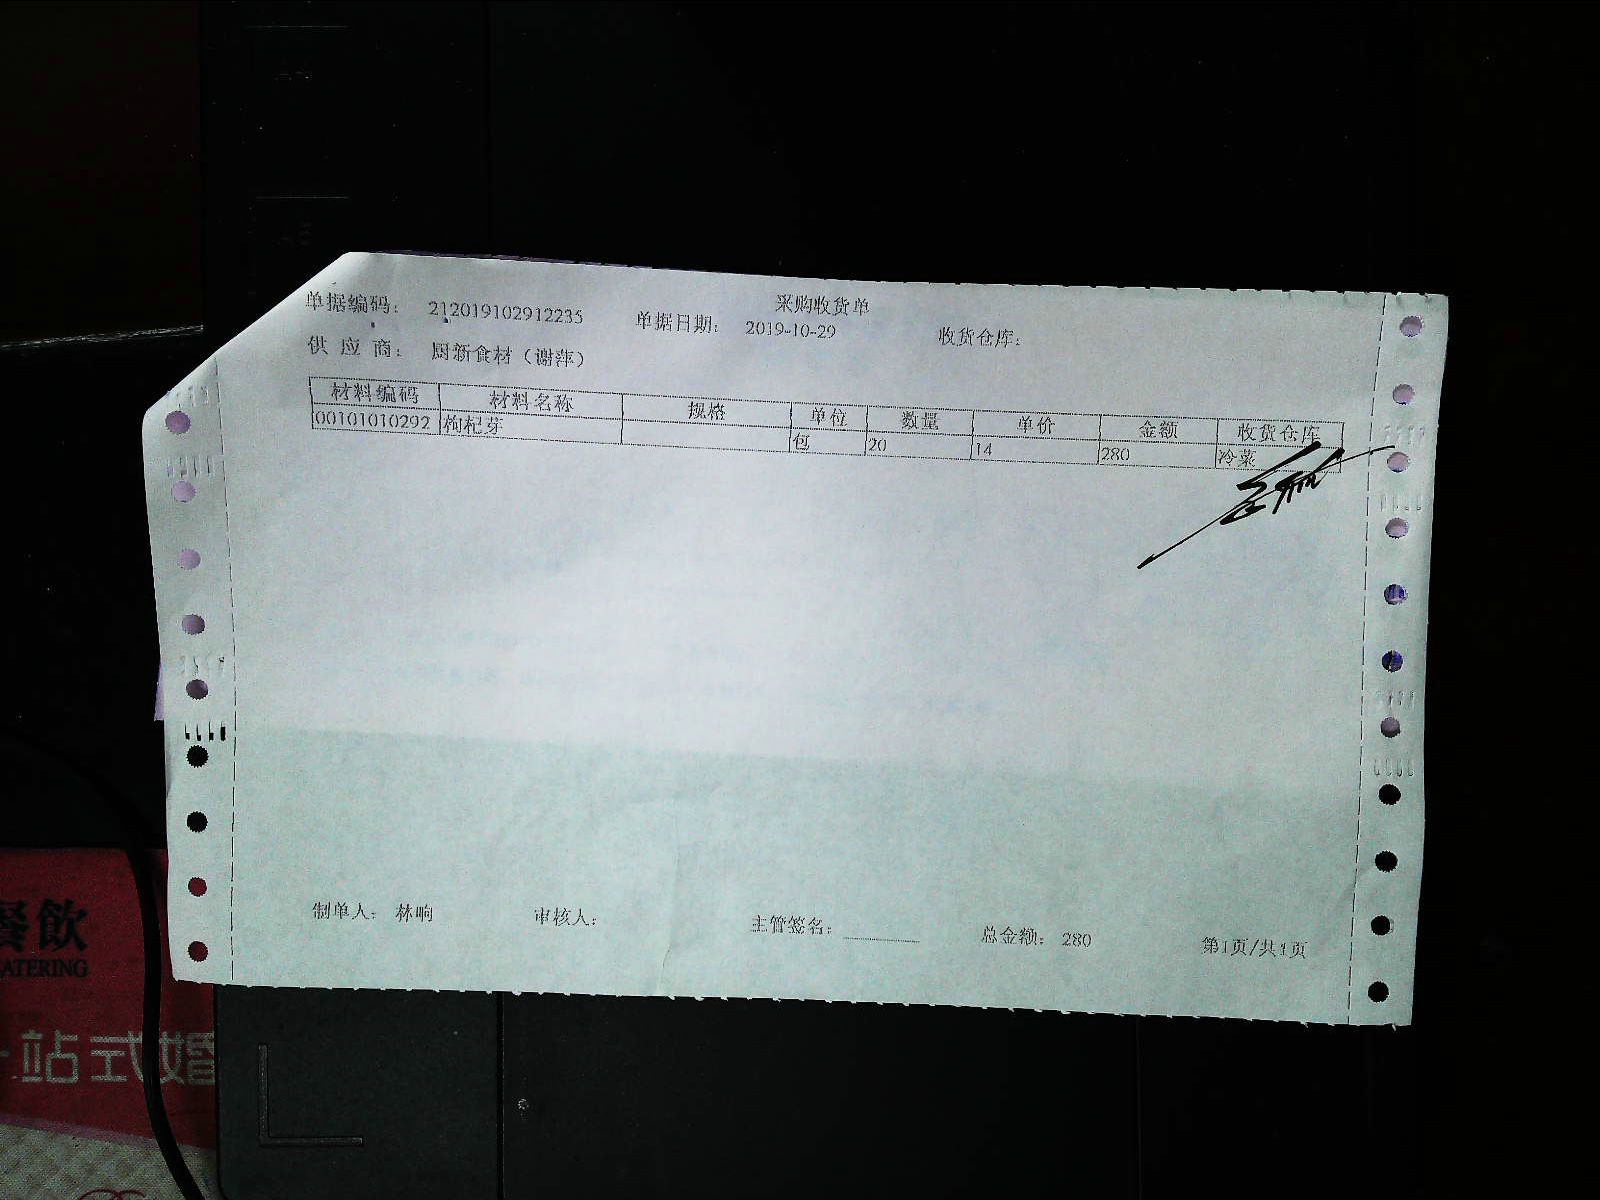 采购收货单
单据编码: 212019102912235 单据日期: 2019-10-29 收货仓库:
供 应 商: 厨新食材（谢萍）
材料编码 材料名称 规格 单位 数量 单价 金额 收货仓库
00101010292 枸杞芽 包 20 14 280 冷菜
制单人: 林响 审核人: 主管签名: 总金额: 280 第1页/共1页
餐飲
CATERING
一站式婚